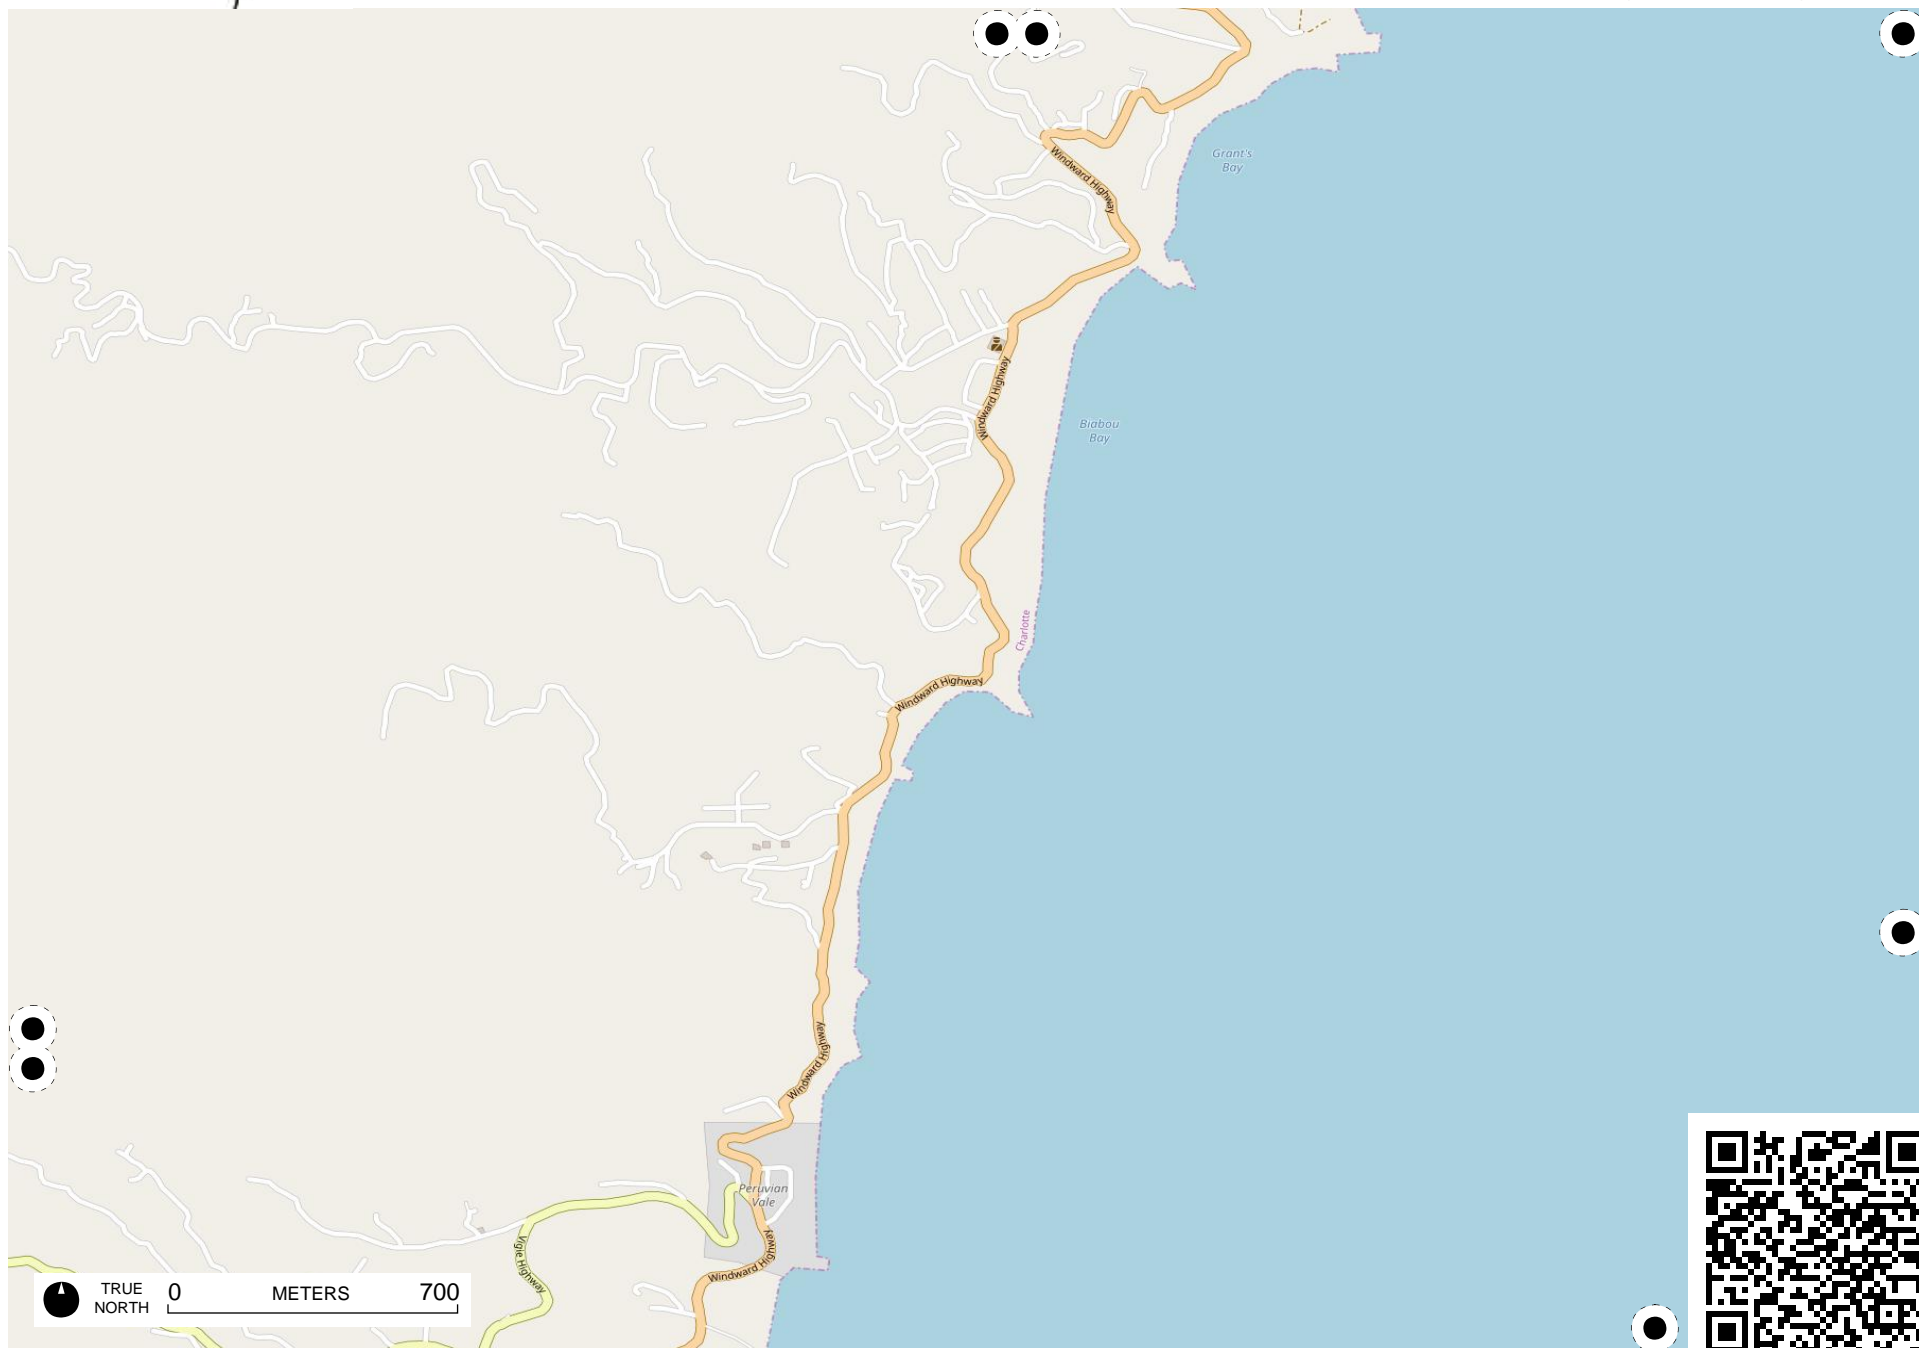 Grant's
Bay
Windward Highway
Windward Highway
Biabou
Bay
Charlotte
Windward Highway
Windward Highway
Peruvian
Vale
Vigie Highway
Windward Highway
TRUE
NORTH
0 METERS 700